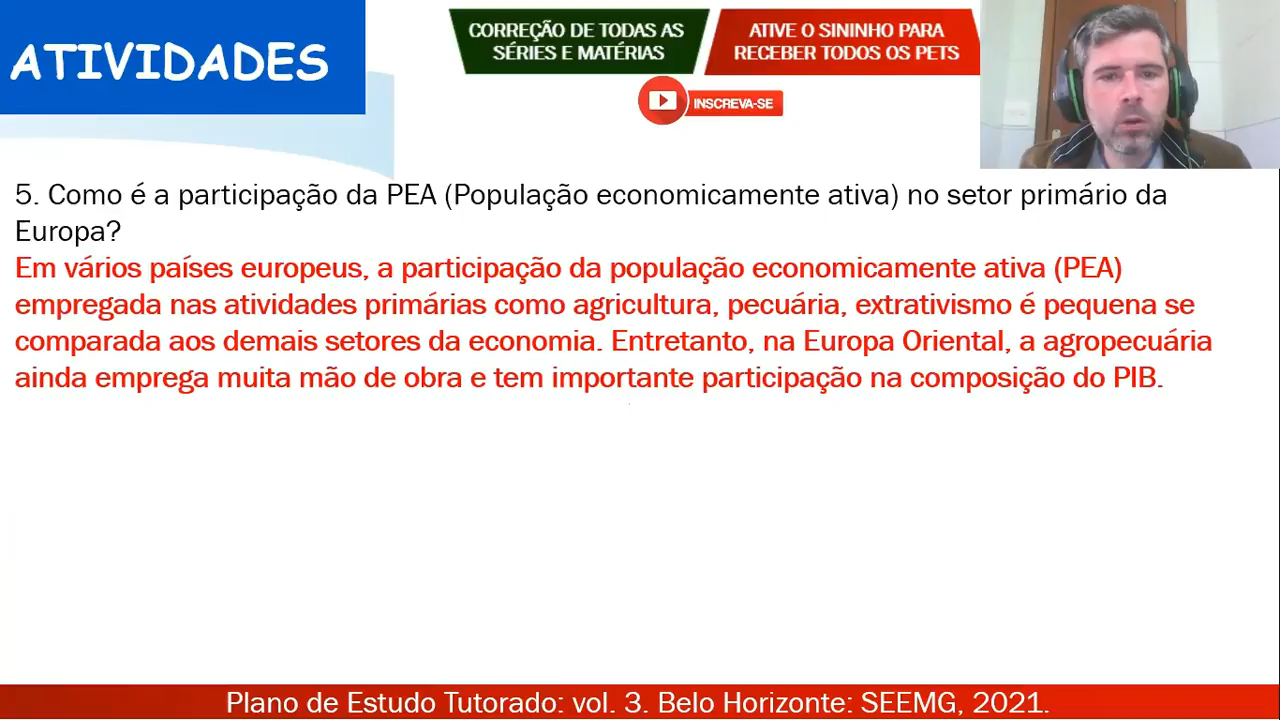 ATIVIDADES
CORREÇÃO DE TODAS AS
SÉRIES E MATÉRIAS
ATIVE O SININHO PARA
RECEBER TODOS OS PETS
INSCREVA-SE
5. Como é a participação da PEA (População economicamente ativa) no setor primário da
Europa?
Em vários países europeus, a participação da população economicamente ativa (PEA)
empregada nas atividades primárias como agricultura, pecuária, extrativismo é pequena se
comparada aos demais setores da economia. Entretanto, na Europa Oriental, a agropecuária
ainda emprega muita mão de obra e tem importante participação na composição do PIB.
Plano de Estudo Tutorado: vol. 3. Belo Horizonte: SEEMG, 2021.